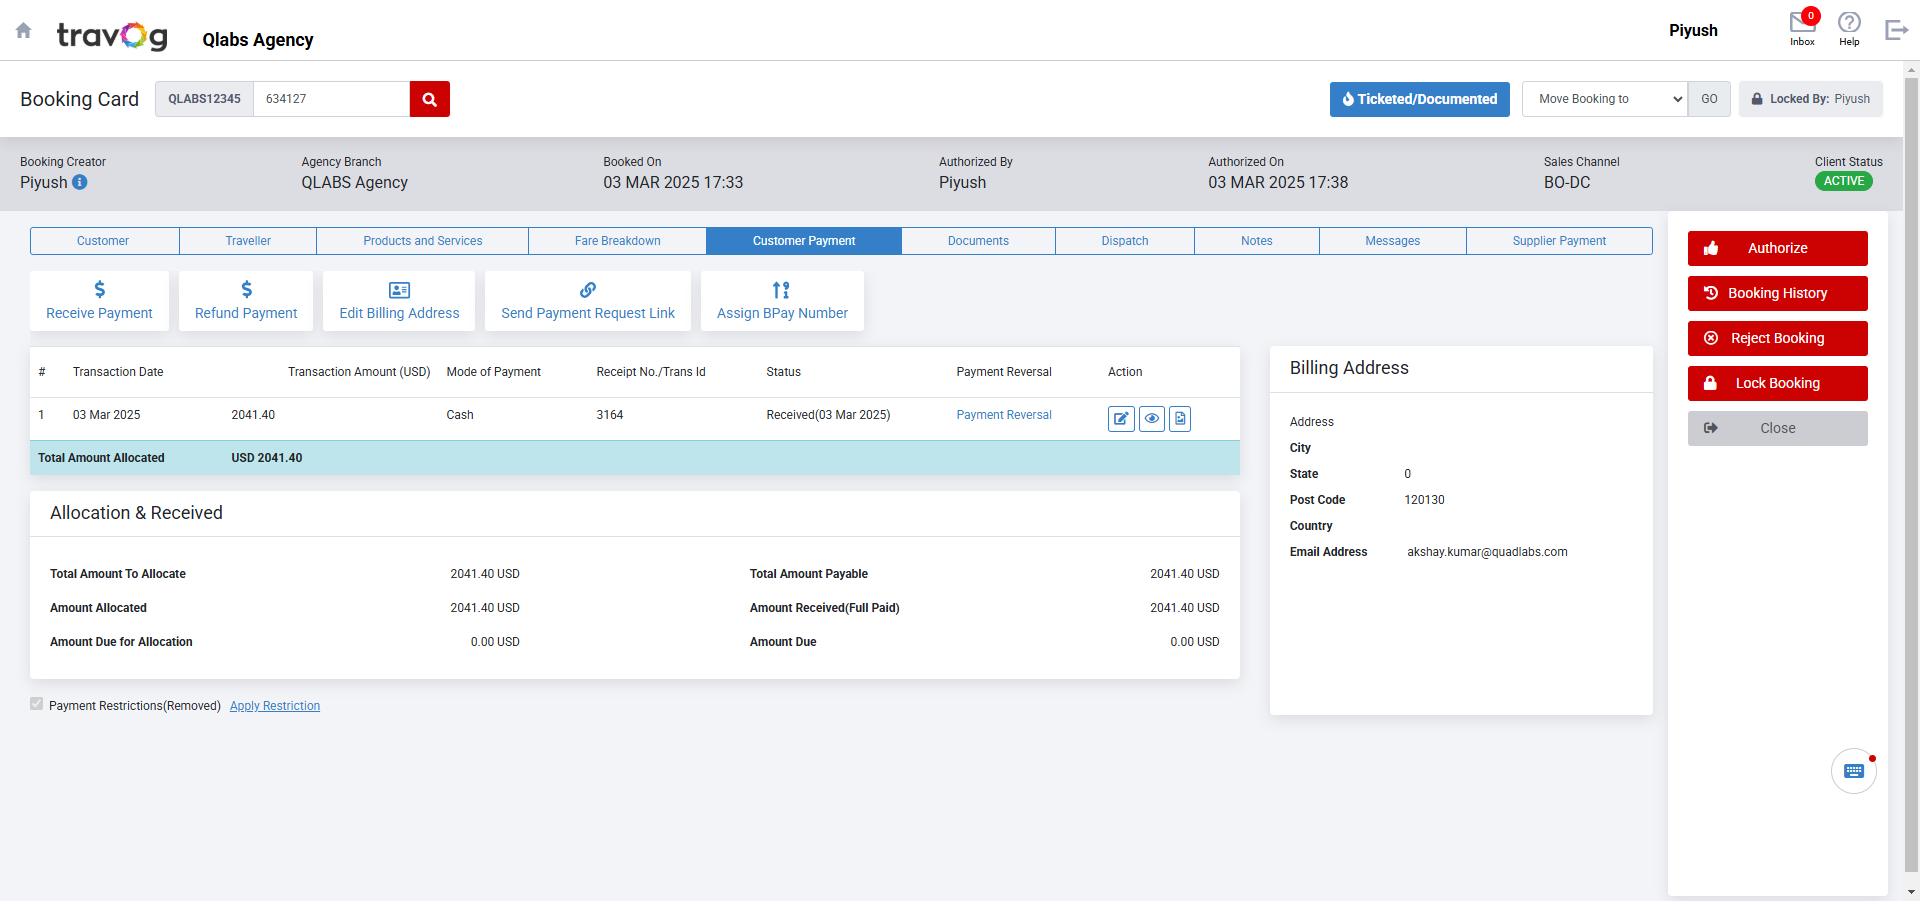 travog
Qlabs Agency
Piyush
0
Inbox
Help
Booking Card
QLABS12345
634127
Ticketed/Documented
Move Booking to
GO
Locked By: Piyush
Booking Creator
Piyush
Agency Branch
QLABS Agency
Booked On
03 MAR 2025 17:33
Authorized By
Piyush
Authorized On
03 MAR 2025 17:38
Sales Channel
BO-DC
Client Status
ACTIVE
Customer
Traveller
Products and Services
Fare Breakdown
Customer Payment
Documents
Dispatch
Notes
Messages
Supplier Payment
Receive Payment
Refund Payment
Edit Billing Address
Send Payment Request Link
Assign BPay Number
# Transaction Date Transaction Amount (USD) Mode of Payment Receipt No./Trans Id Status Payment Reversal Action
1 03 Mar 2025 2041.40 Cash 3164 Received(03 Mar 2025) Payment Reversal
Total Amount Allocated USD 2041.40
Allocation & Received
Total Amount To Allocate 2041.40 USD Total Amount Payable 2041.40 USD
Amount Allocated 2041.40 USD Amount Received(Full Paid) 2041.40 USD
Amount Due for Allocation 0.00 USD Amount Due 0.00 USD
Payment Restrictions(Removed) Apply Restriction
Billing Address
Address
City
State 0
Post Code 120130
Country
Email Address akshay.kumar@quadlabs.com
Authorize
Booking History
Reject Booking
Lock Booking
Close